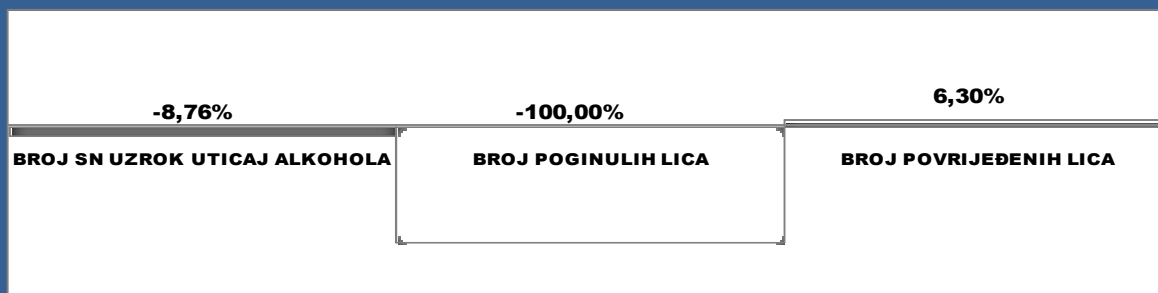 -8,76%
-100,00%
6,30%
BROJ SN UZROK UTICAJ ALKOHOLA
BROJ POGINULIH LICA
BROJ POVRIJEĐENIH LICA